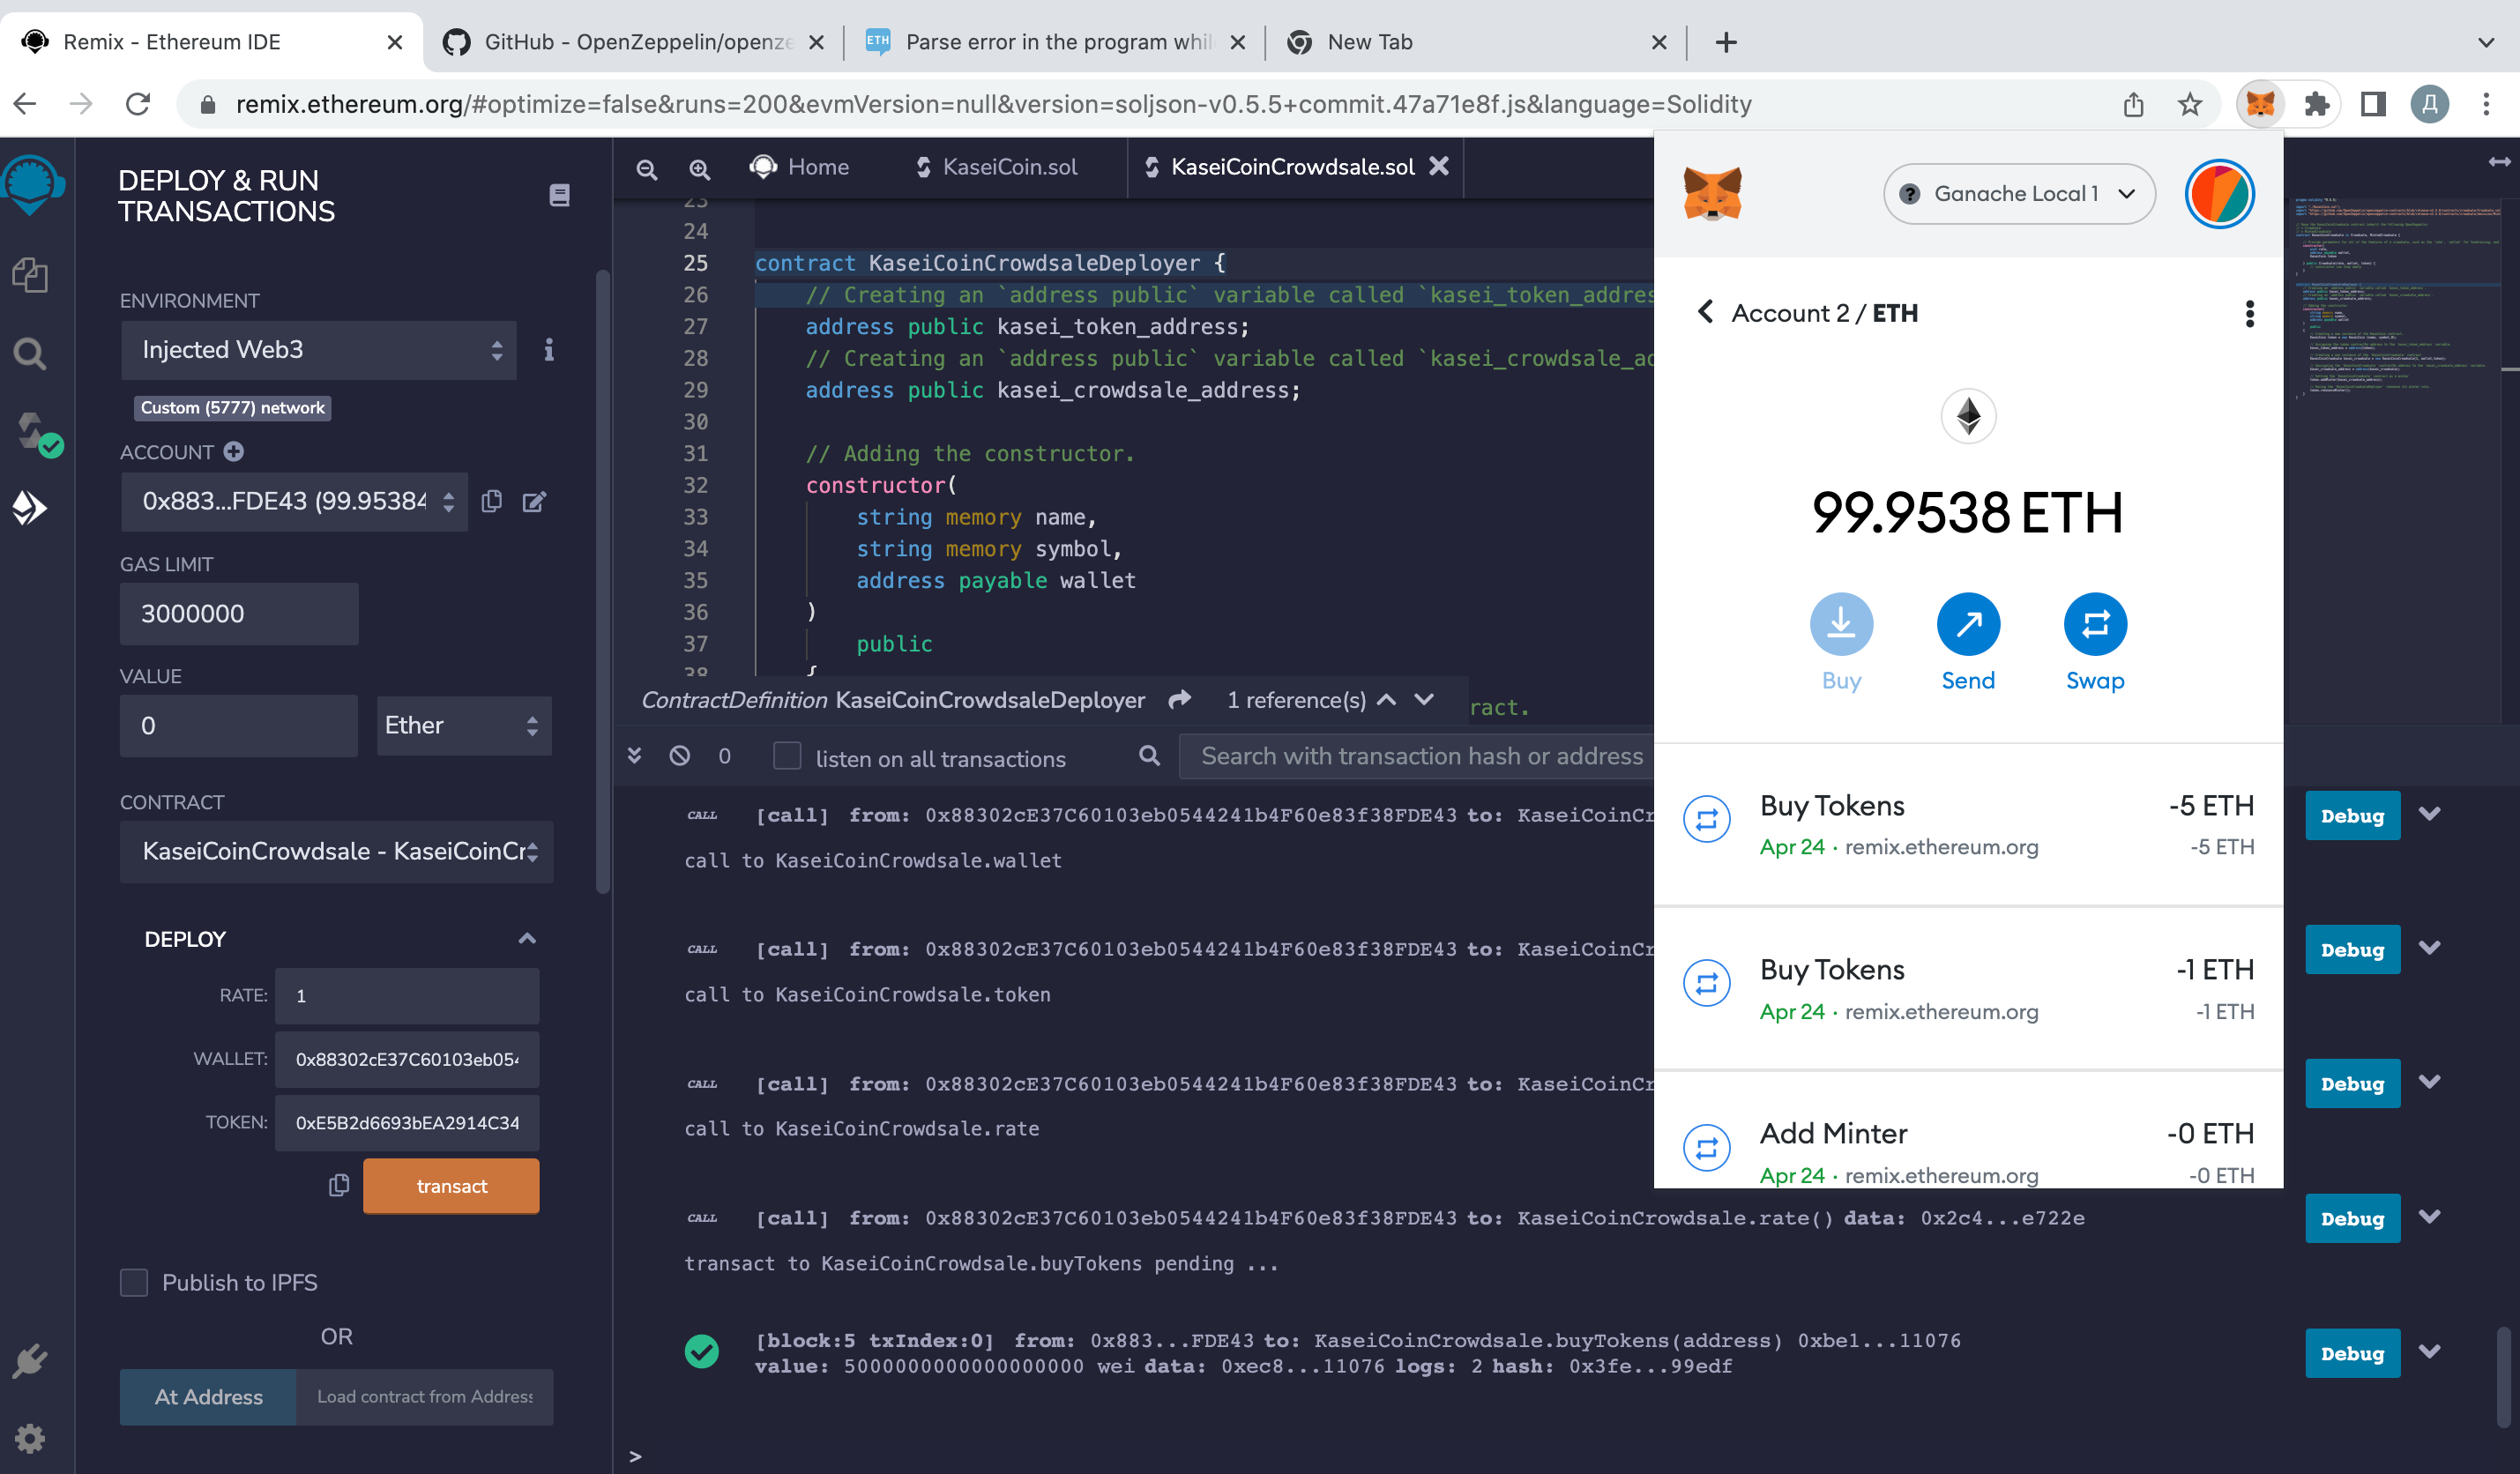 Remix - Ethereum IDE
GitHub - OpenZeppelin/openze
ETH
Parse error in the program whil
New Tab
remix.ethereum.org/#optimize=false&runs=200&evmVersion=null&version=soljson-v0.5.5+commit.47a71e8f.js&language=Solidity
Д
DEPLOY & RUN
TRANSACTIONS
ENVIRONMENT
Injected Web3
Custom (5777) network
ACCOUNT
0x883...FDE43 (99.95384
GAS LIMIT
3000000
VALUE
0
Ether
CONTRACT
KaseiCoinCrowdsale - KaseiCoinCr
DEPLOY
RATE:
1
WALLET:
0x88302cE37C60103eb054
TOKEN:
0xE5B2d6693bEA2914C34
transact
Publish to IPFS
OR
At Address
Load contract from Address
Home
KaseiCoin.sol
KaseiCoinCrowdsale.sol
23
24
25 contract KaseiCoinCrowdsaleDeployer {
26 // Creating an `address public` variable called `kasei_token_addres
27 address public kasei_token_address;
28 // Creating an `address public` variable called `kasei_crowdsale_ad
29 address public kasei_crowdsale_address;
30
31 // Adding the constructor.
32 constructor(
33 string memory name,
34 string memory symbol,
35 address payable wallet
36 )
37 public
38 {
ContractDefinition KaseiCoinCrowdsaleDeployer
1 reference(s)
ract.
0
listen on all transactions
Search with transaction hash or address
CALL [call] from: 0x88302cE37C60103eb0544241b4F60e83f38FDE43 to: KaseiCoinCr
Debug
call to KaseiCoinCrowdsale.wallet
CALL [call] from: 0x88302cE37C60103eb0544241b4F60e83f38FDE43 to: KaseiCoinCr
Debug
call to KaseiCoinCrowdsale.token
CALL [call] from: 0x88302cE37C60103eb0544241b4F60e83f38FDE43 to: KaseiCoinCr
Debug
call to KaseiCoinCrowdsale.rate
CALL [call] from: 0x88302cE37C60103eb0544241b4F60e83f38FDE43 to: KaseiCoinCrowdsale.rate() data: 0x2c4...e722e
Debug
transact to KaseiCoinCrowdsale.buyTokens pending ...
[block:5 txIndex:0] from: 0x883...FDE43 to: KaseiCoinCrowdsale.buyTokens(address) 0xbe1...11076
value: 5000000000000000000 wei data: 0xec8...11076 logs: 2 hash: 0x3fe...99edf
Debug
>
Ganache Local 1
Account 2 / ETH
99.9538 ETH
Buy
Send
Swap
Buy Tokens
-5 ETH
Apr 24 · remix.ethereum.org
-5 ETH
Buy Tokens
-1 ETH
Apr 24 · remix.ethereum.org
-1 ETH
Add Minter
-0 ETH
Apr 24 · remix.ethereum.org
-0 ETH